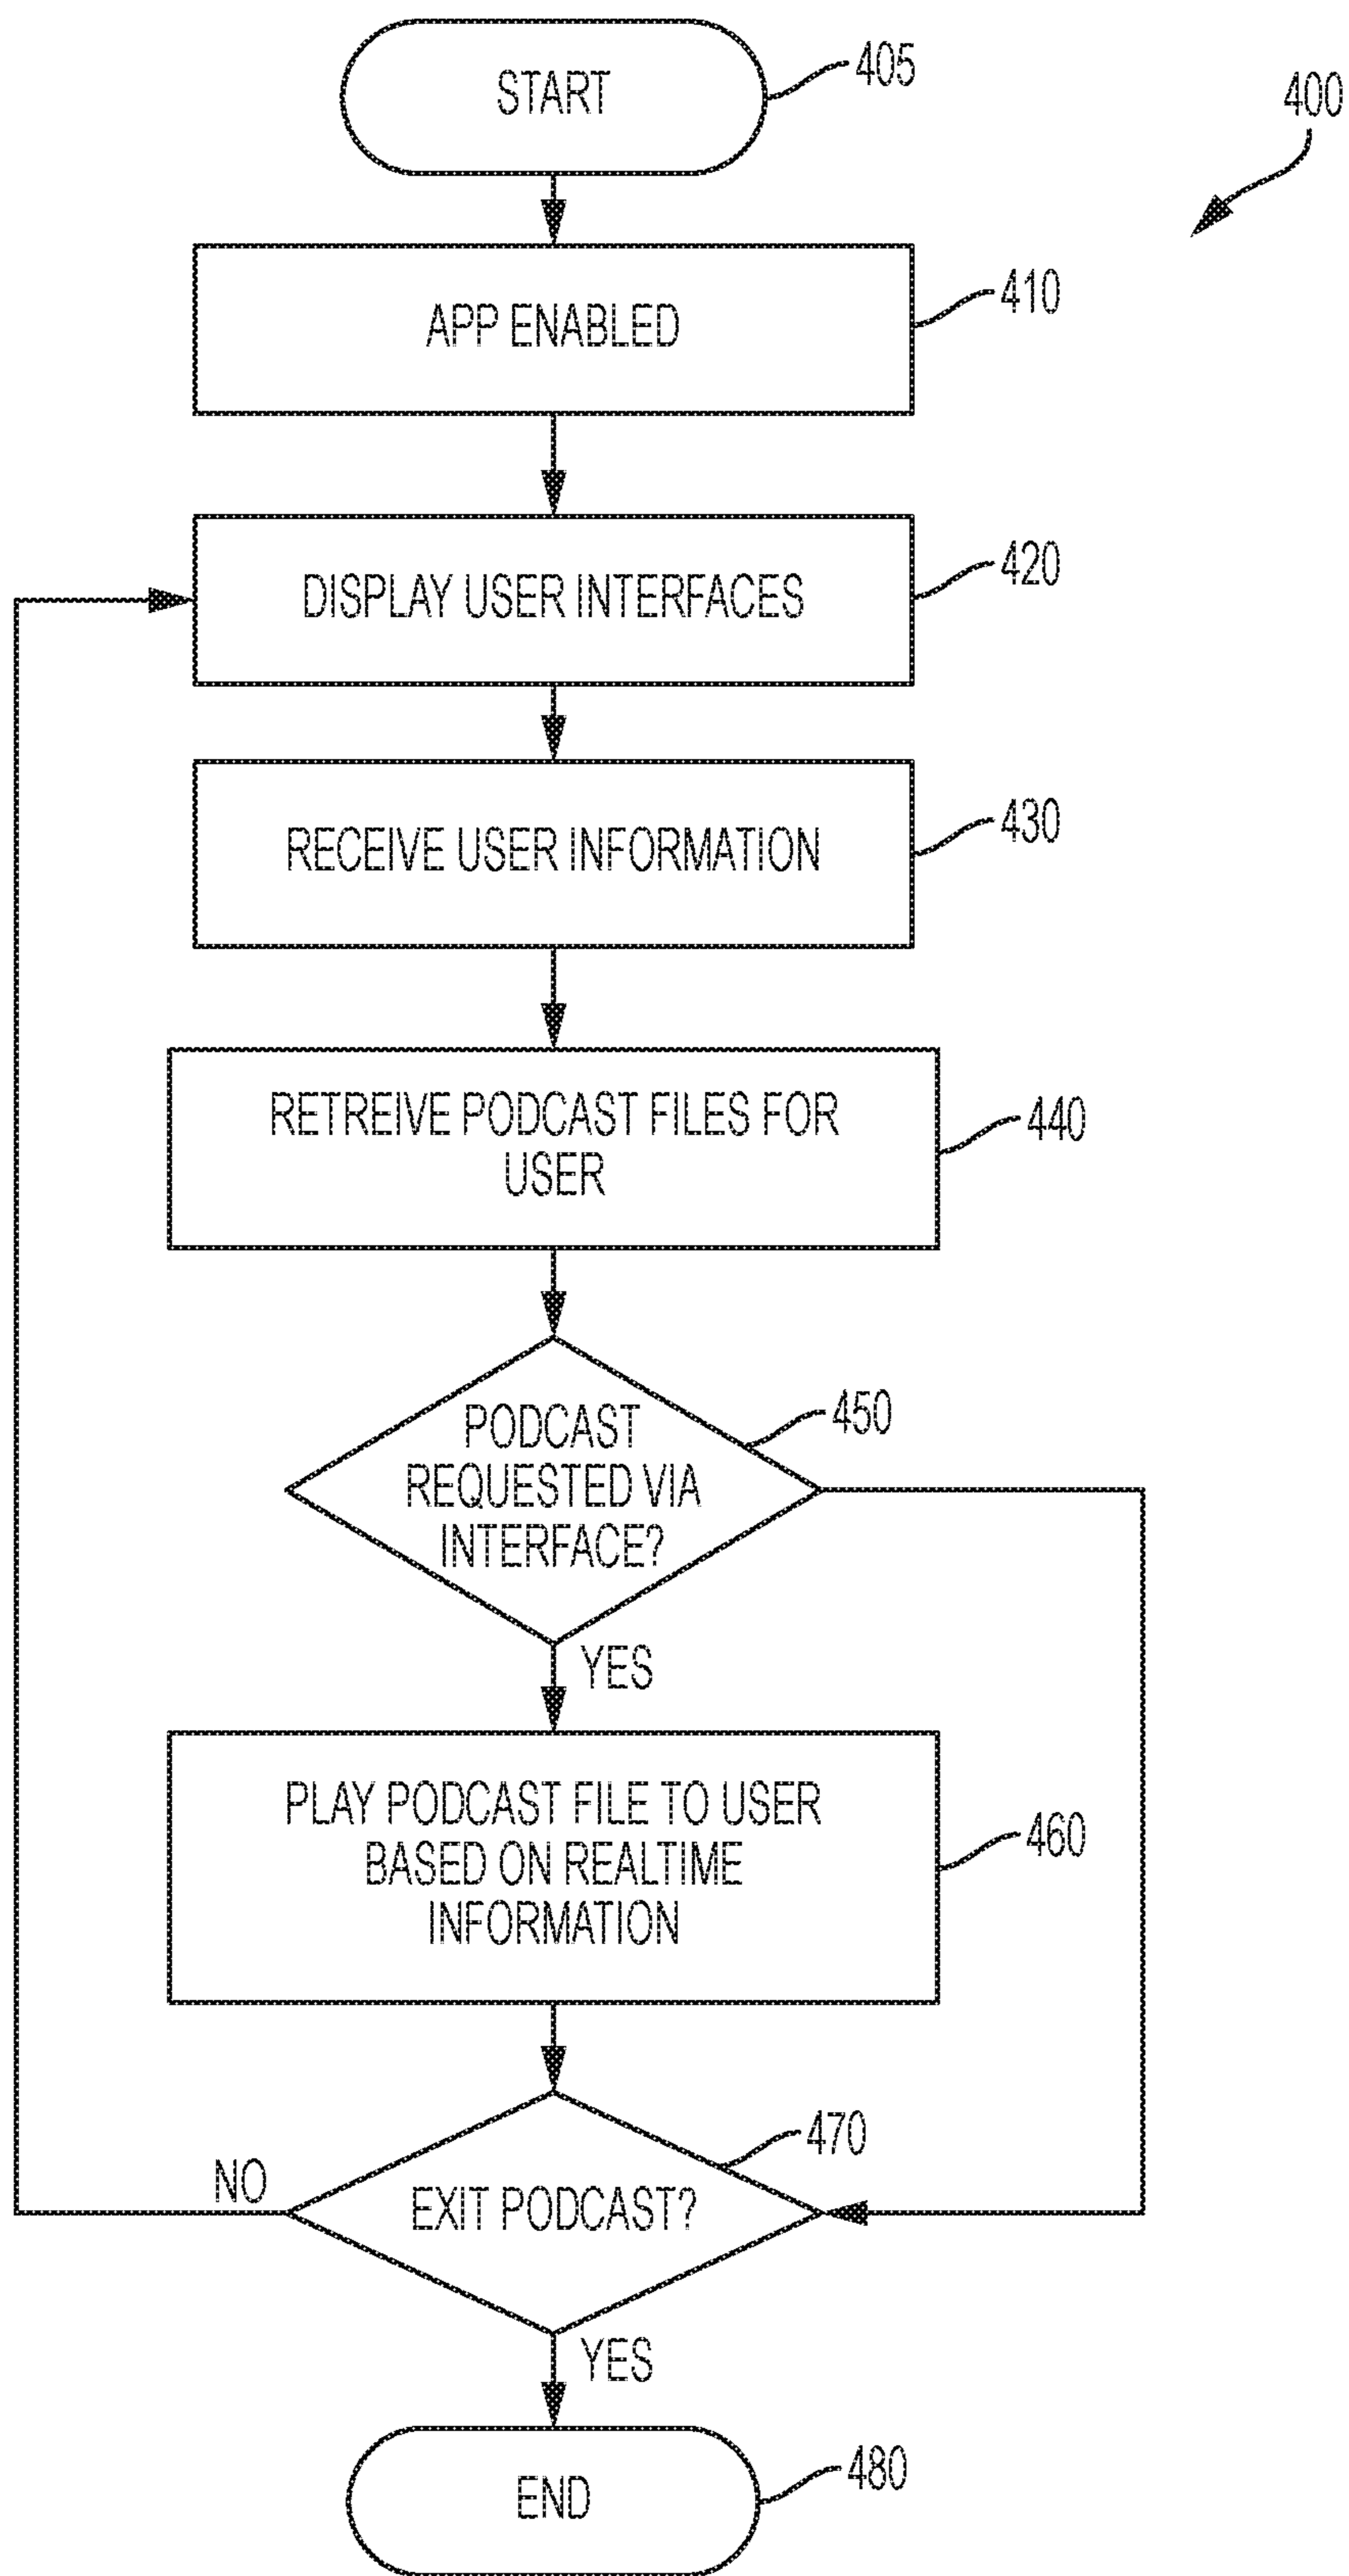 START
405
400
APP ENABLED
410
DISPLAY USER INTERFACES
420
RECEIVE USER INFORMATION
430
RETREIVE PODCAST FILES FOR
USER
440
PODCAST
REQUESTED VIA
INTERFACE?
450
YES
PLAY PODCAST FILE TO USER
BASED ON REALTIME
INFORMATION
460
EXIT PODCAST?
470
NO
YES
END
480